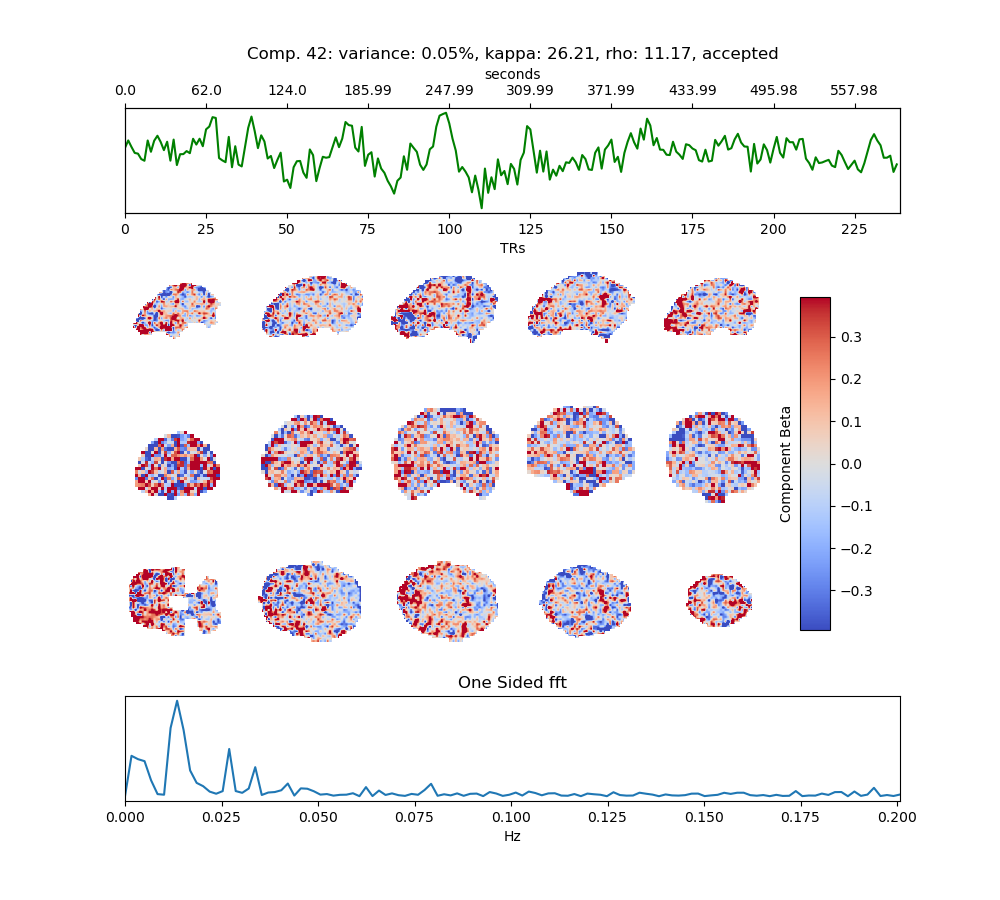 Comp. 42: variance: 0.05%, kappa: 26.21, rho: 11.17, accepted
seconds
0.0 62.0 124.0 185.99 247.99 309.99 371.99 433.99 495.98 557.98
0 25 50 75 100 125 150 175 200 225
TRs
0.3
0.2
0.1
0.0
−0.1
−0.2
−0.3
Component Beta
One Sided fft
0.000 0.025 0.050 0.075 0.100 0.125 0.150 0.175 0.200
Hz